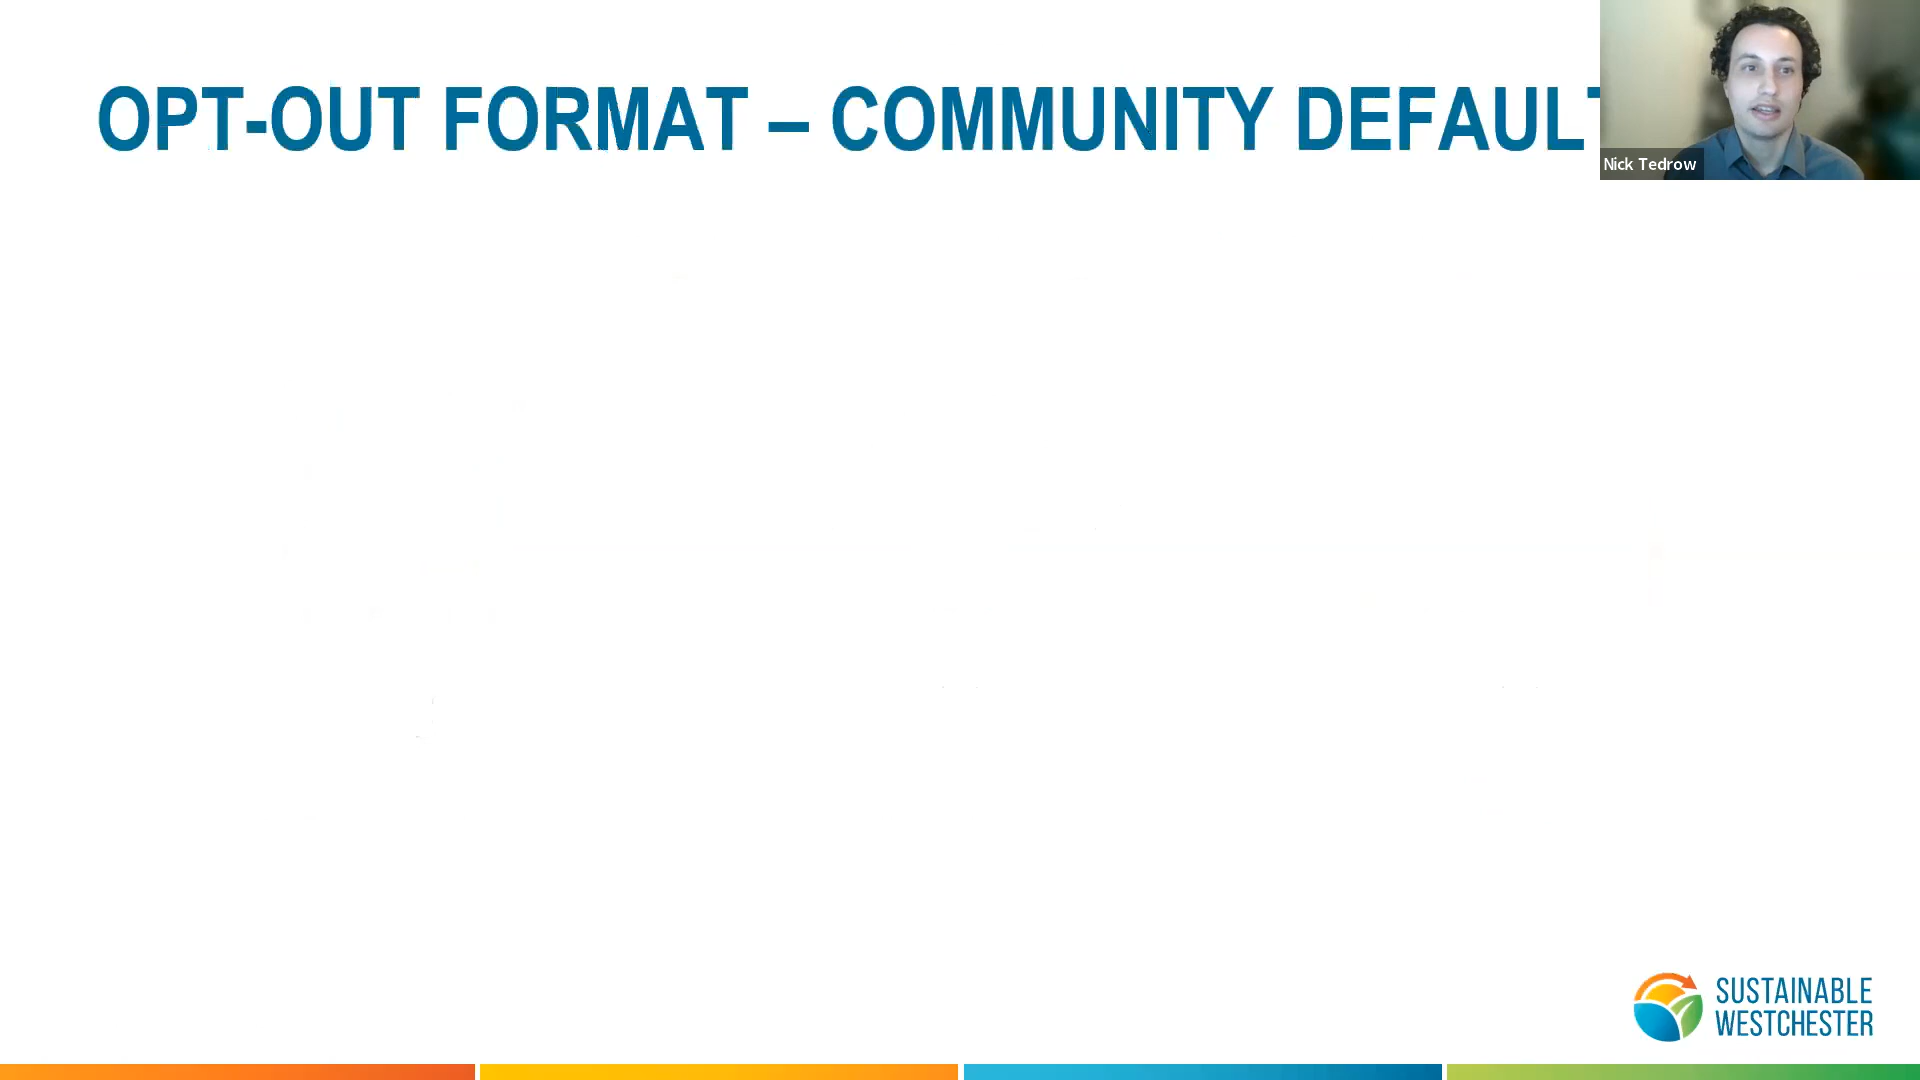 OPT-OUT FORMAT – COMMUNITY DEFAULT
Nick Tedrow
SUSTAINABLE
WESTCHESTER